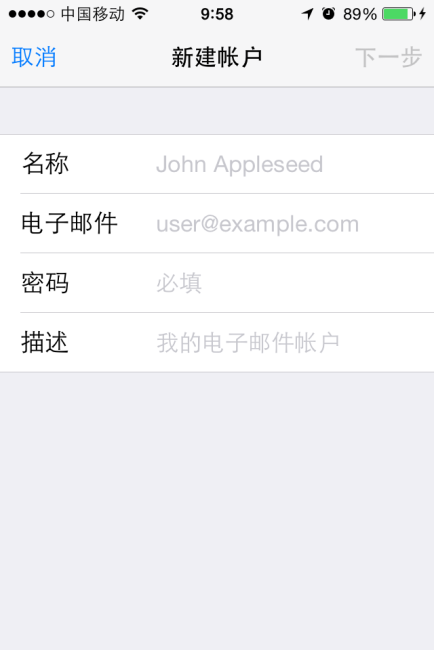 中国移动 9:58 89%
取消 新建帐户 下一步
名称 John Appleseed
电子邮件 user@example.com
密码 必填
描述 我的电子邮件帐户